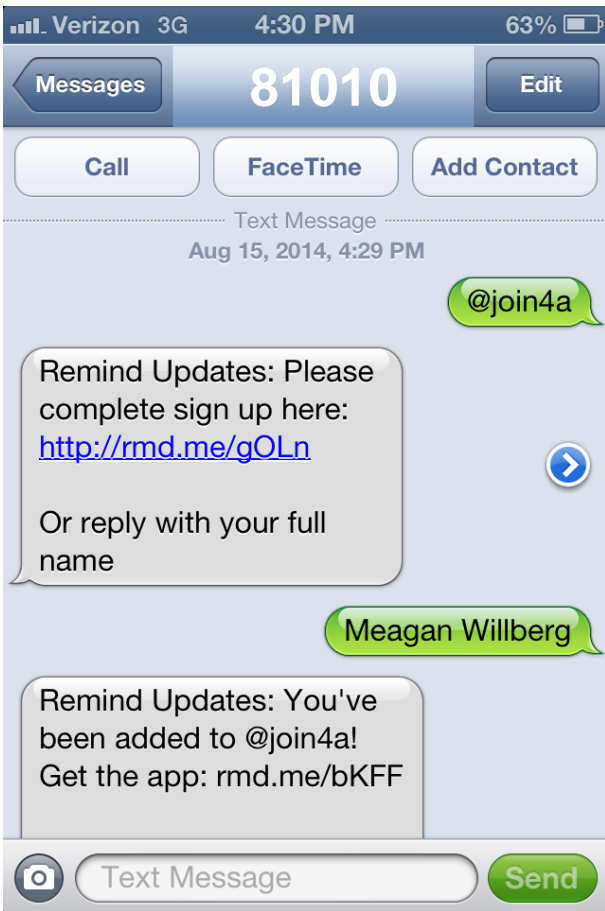 Verizon 3G 4:30 PM 63%
Messages 81010 Edit
Call FaceTime Add Contact
Text Message
Aug 15, 2014, 4:29 PM
@join4a
Remind Updates: Please
complete sign up here:
http://rmd.me/gOLn
Or reply with your full
name
Meagan Willberg
Remind Updates: You've
been added to @join4a!
Get the app: rmd.me/bKFF
Text Message Send